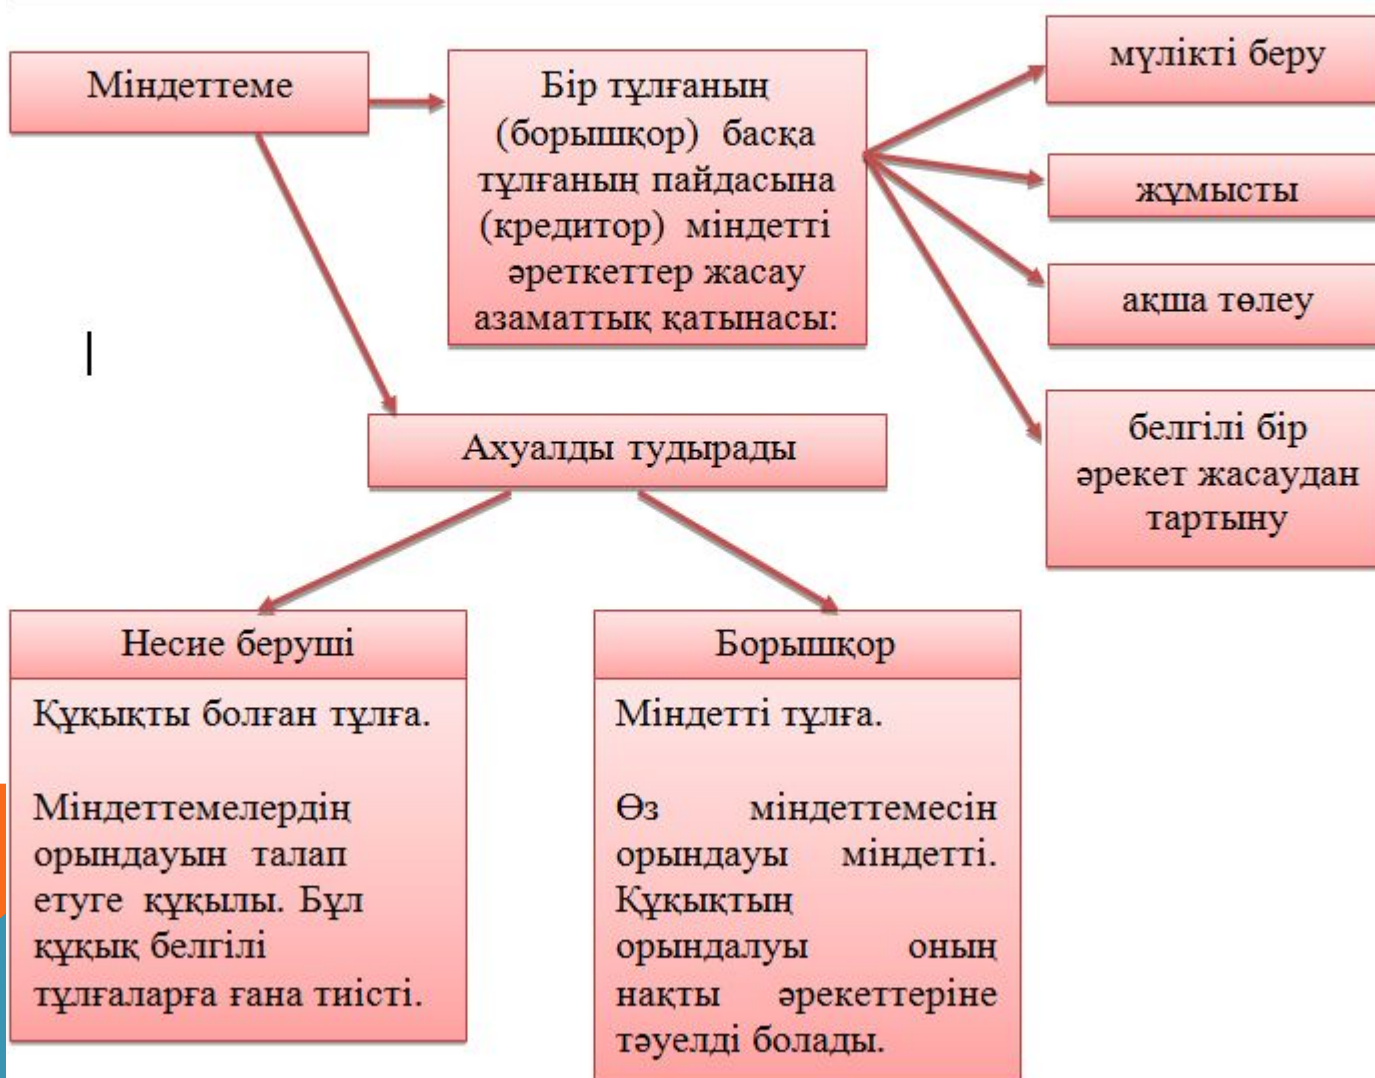 Міндеттеме
Бір тұлғаның
(борышқор) басқа
тұлғаның пайдасына
(кредитор) міндетті
әреткеттер жасау
азаматтық қатынасы:
мүлікті беру
жұмысты
ақша төлеу
белгілі бір
әрекет жасаудан
тартыну
Ахуалды тудырады
Несие беруші
Құқықты болған тұлға.
Міндеттемелердің
орындауын талап
етуге құқылы. Бұл
құқық белгілі
тұлғаларға ғана тиісті.
Борышқор
Міндетті тұлға.
Өз міндеттемесін
орындауы міндетті.
Құқықтың
орындалуы оның
нақты әрекеттеріне
тәуелді болады.